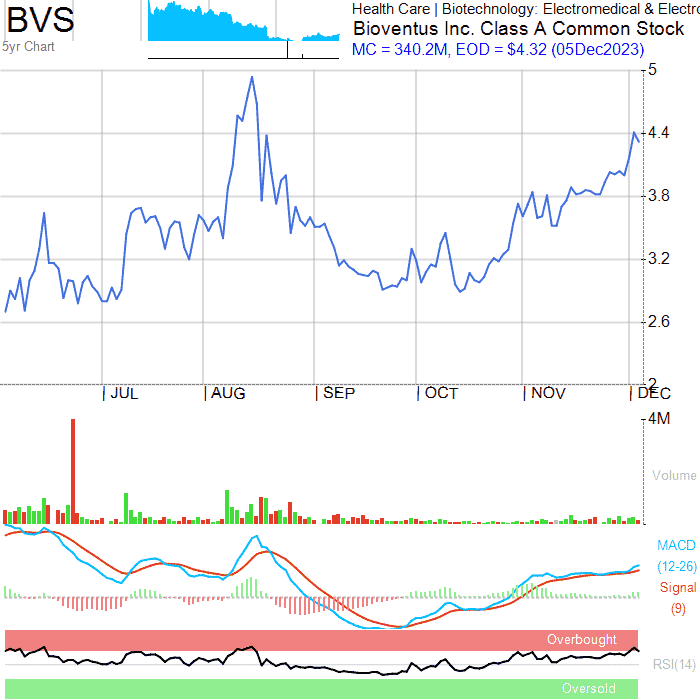 BVS
5yr Chart
Health Care | Biotechnology: Electromedical & Electro
Bioventus Inc. Class A Common Stock
MC = 340.2M, EOD = $4.32 (05Dec2023)
5
4.4
3.8
3.2
2.6
2
JUL
AUG
SEP
OCT
NOV
DEC
4M
Volume
MACD
(12-26)
Signal
(9)
Overbought
RSI(14)
Oversold